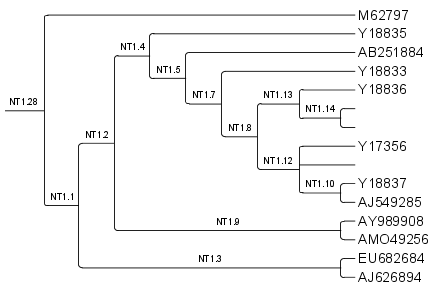 M62797
Y18835
NT1.4
AB251884
NT1.5
Y18833
Y18836
NT1.13
NT1.7
NT1.28
NT1.14
NT1.8
NT1.2
Y17356
NT1.12
Y18837
NT1.10
NT1.1
AJ549285
AY989908
NT1.9
AMO49256
EU682684
NT1.3
AJ626894